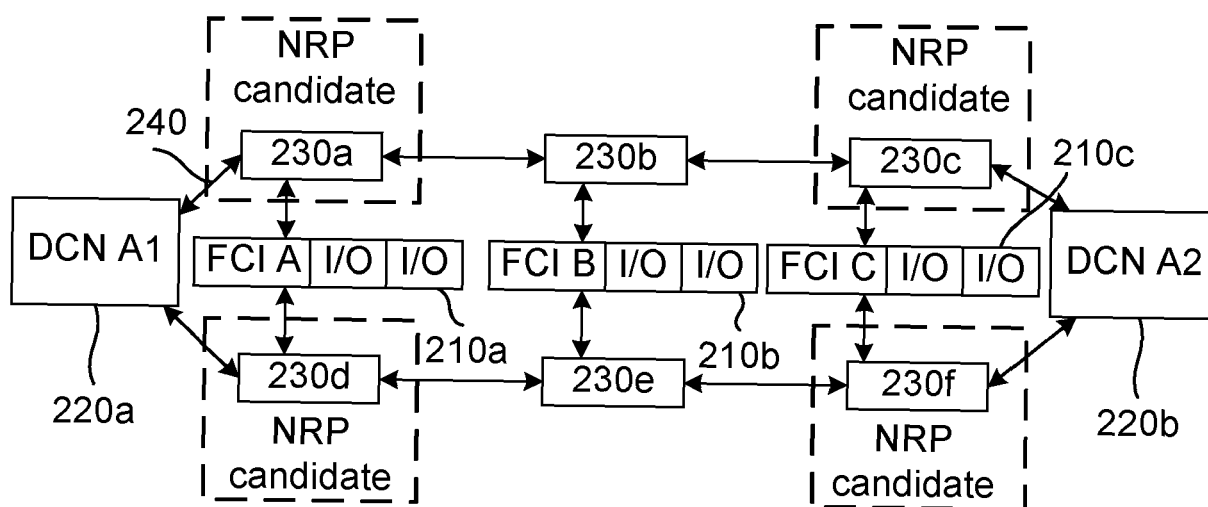 NRP
candidate
NRP
candidate
240
230a
230b
230c
210c
DCN A1
FCI A I/O I/O
FCI B I/O I/O
FCI C I/O I/O
DCN A2
210a
210b
230d
230e
230f
220a
220b
NRP
candidate
NRP
candidate